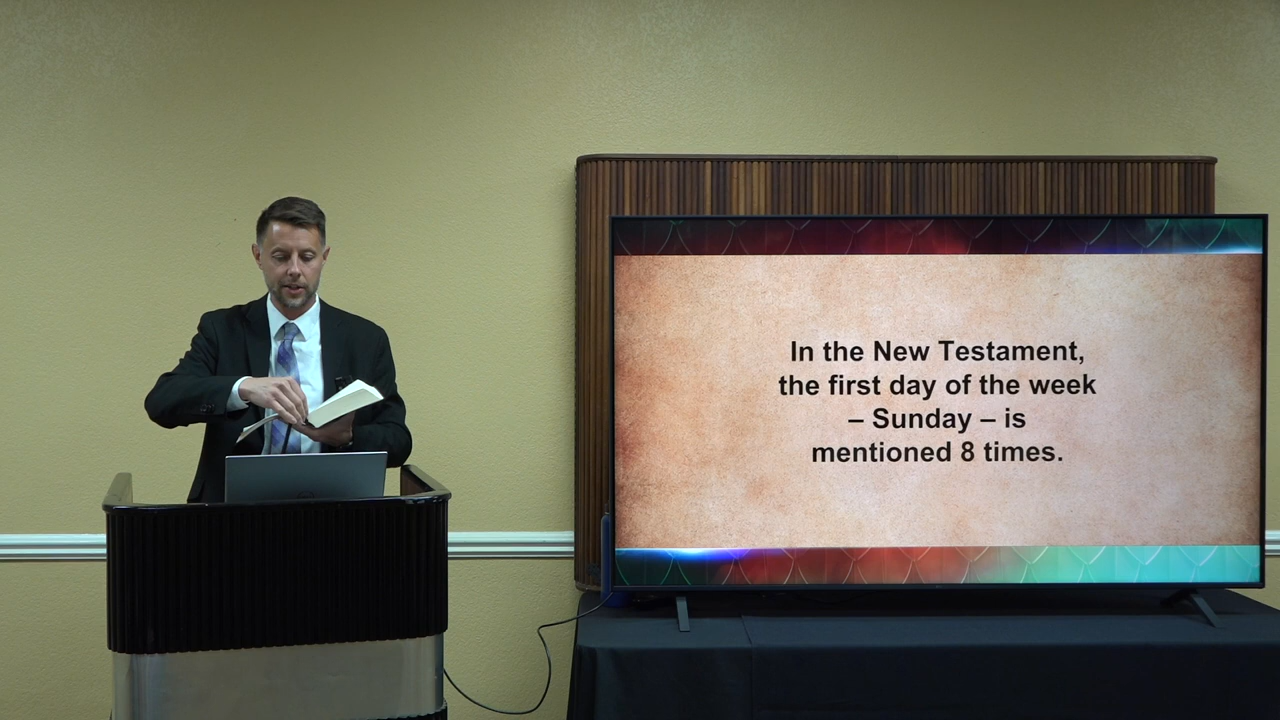 In the New Testament,
the first day of the week
– Sunday – is
mentioned 8 times.